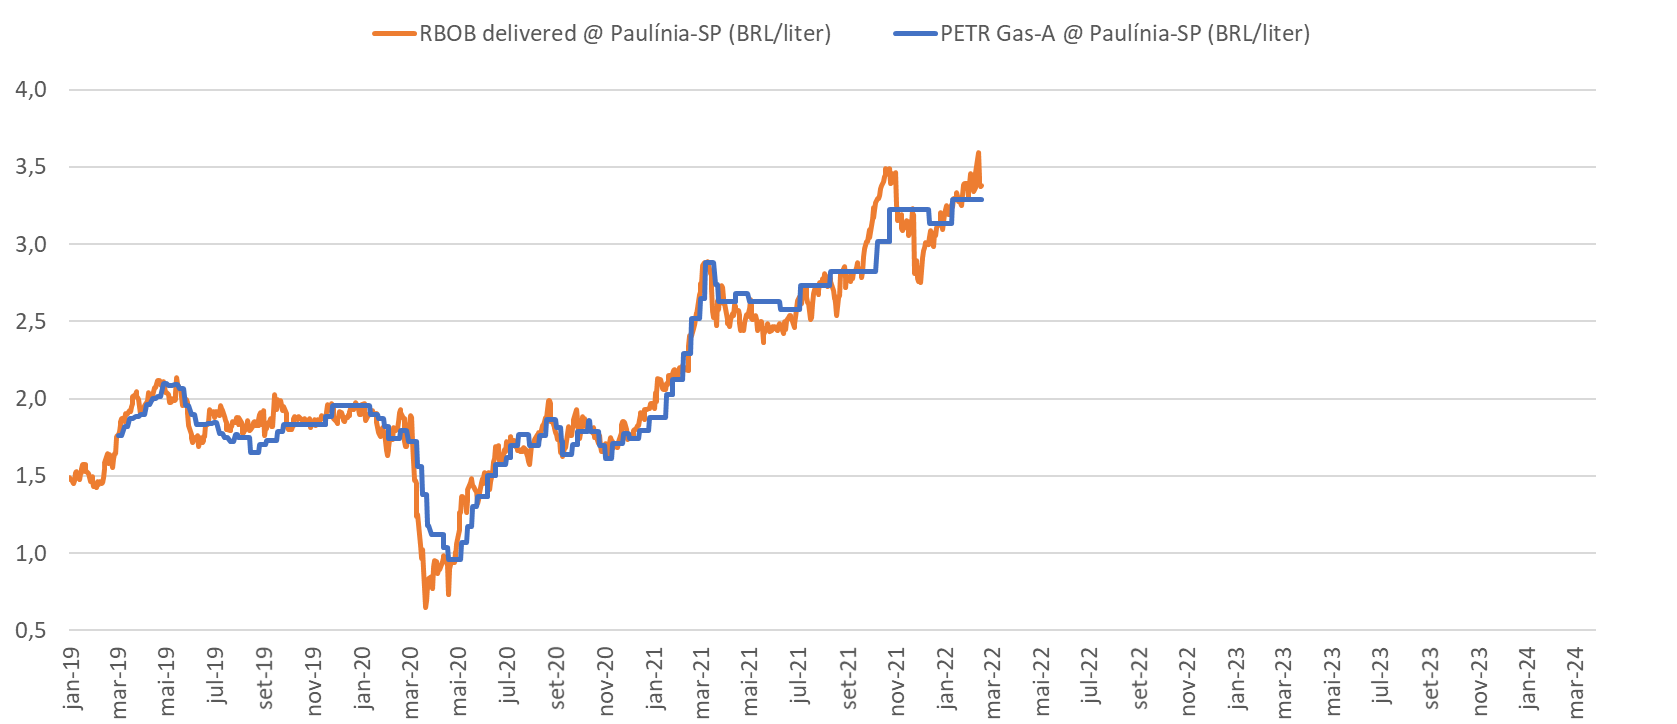 RBOB delivered @ Paulínia-SP (BRL/liter) PETR Gas-A @ Paulínia-SP (BRL/liter)
4,0
3,5
3,0
2,5
2,0
1,5
1,0
0,5
jan-19
mar-19
mai-19
jul-19
set-19
nov-19
jan-20
mar-20
mai-20
jul-20
set-20
nov-20
jan-21
mar-21
mai-21
jul-21
set-21
nov-21
jan-22
mar-22
mai-22
jul-22
set-22
nov-22
jan-23
mar-23
mai-23
jul-23
set-23
nov-23
jan-24
mar-24